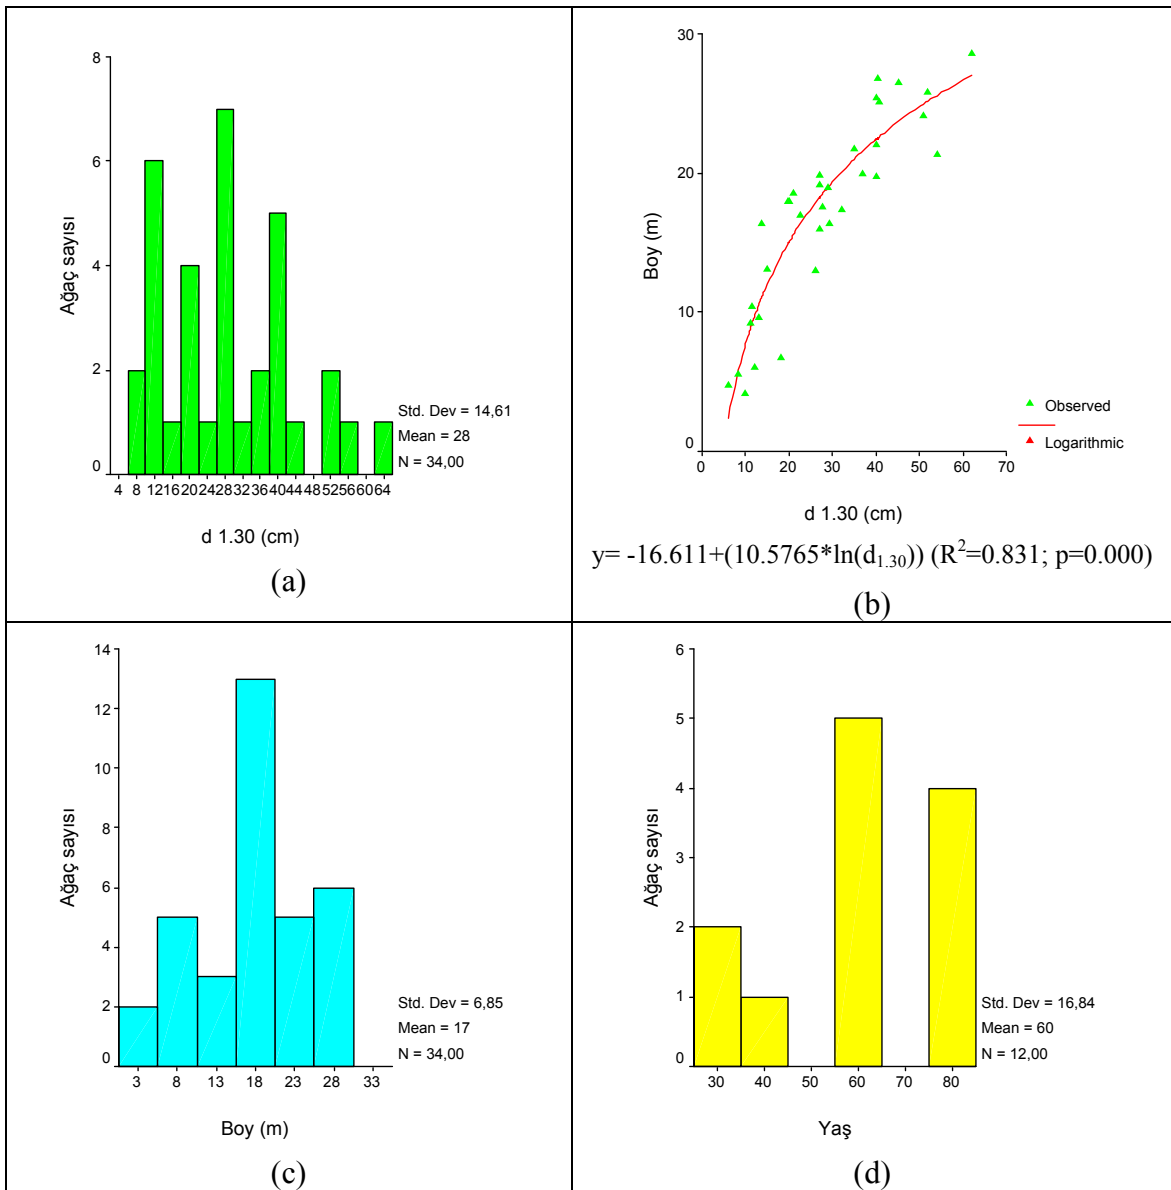 8
6
4
2
0
Ağaç sayısı
4 8 12 16 20 24 28 32 36 40 44 48 52 56 60 64
d 1.30 (cm)
Std. Dev = 14,61
Mean = 28
N = 34,00
(a)
30
20
10
0
Boy (m)
0 10 20 30 40 50 60 70
d 1.30 (cm)
Observed
Logarithmic
y= -16.611+(10.5765*ln(d1.30)) (R2=0.831; p=0.000)
(b)
14
12
10
8
6
4
2
0
Ağaç sayısı
3 8 13 18 23 28 33
Boy (m)
Std. Dev = 6,85
Mean = 17
N = 34,00
(c)
6
5
4
3
2
1
0
Ağaç sayısı
30 40 50 60 70 80
Yaş
Std. Dev = 16,84
Mean = 60
N = 12,00
(d)